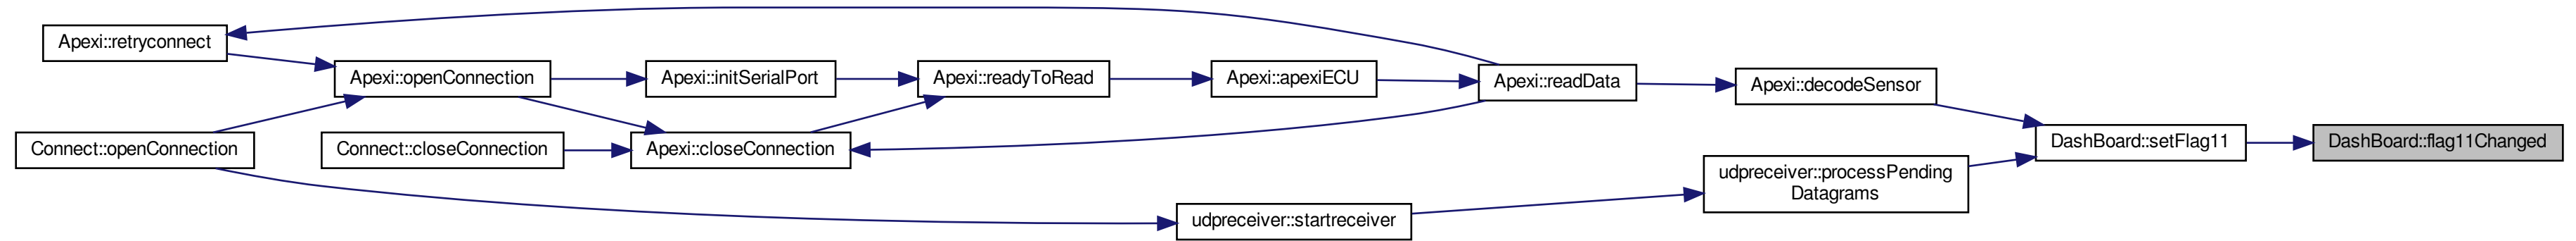 Apexi::retryconnect
Apexi::openConnection
Apexi::initSerialPort
Apexi::readyToRead
Apexi::apexiECU
Apexi::readData
Apexi::decodeSensor
Connect::openConnection
Connect::closeConnection
Apexi::closeConnection
DashBoard::setFlag11
DashBoard::flag11Changed
udpreceiver::processPending
Datagrams
udpreceiver::startreceiver